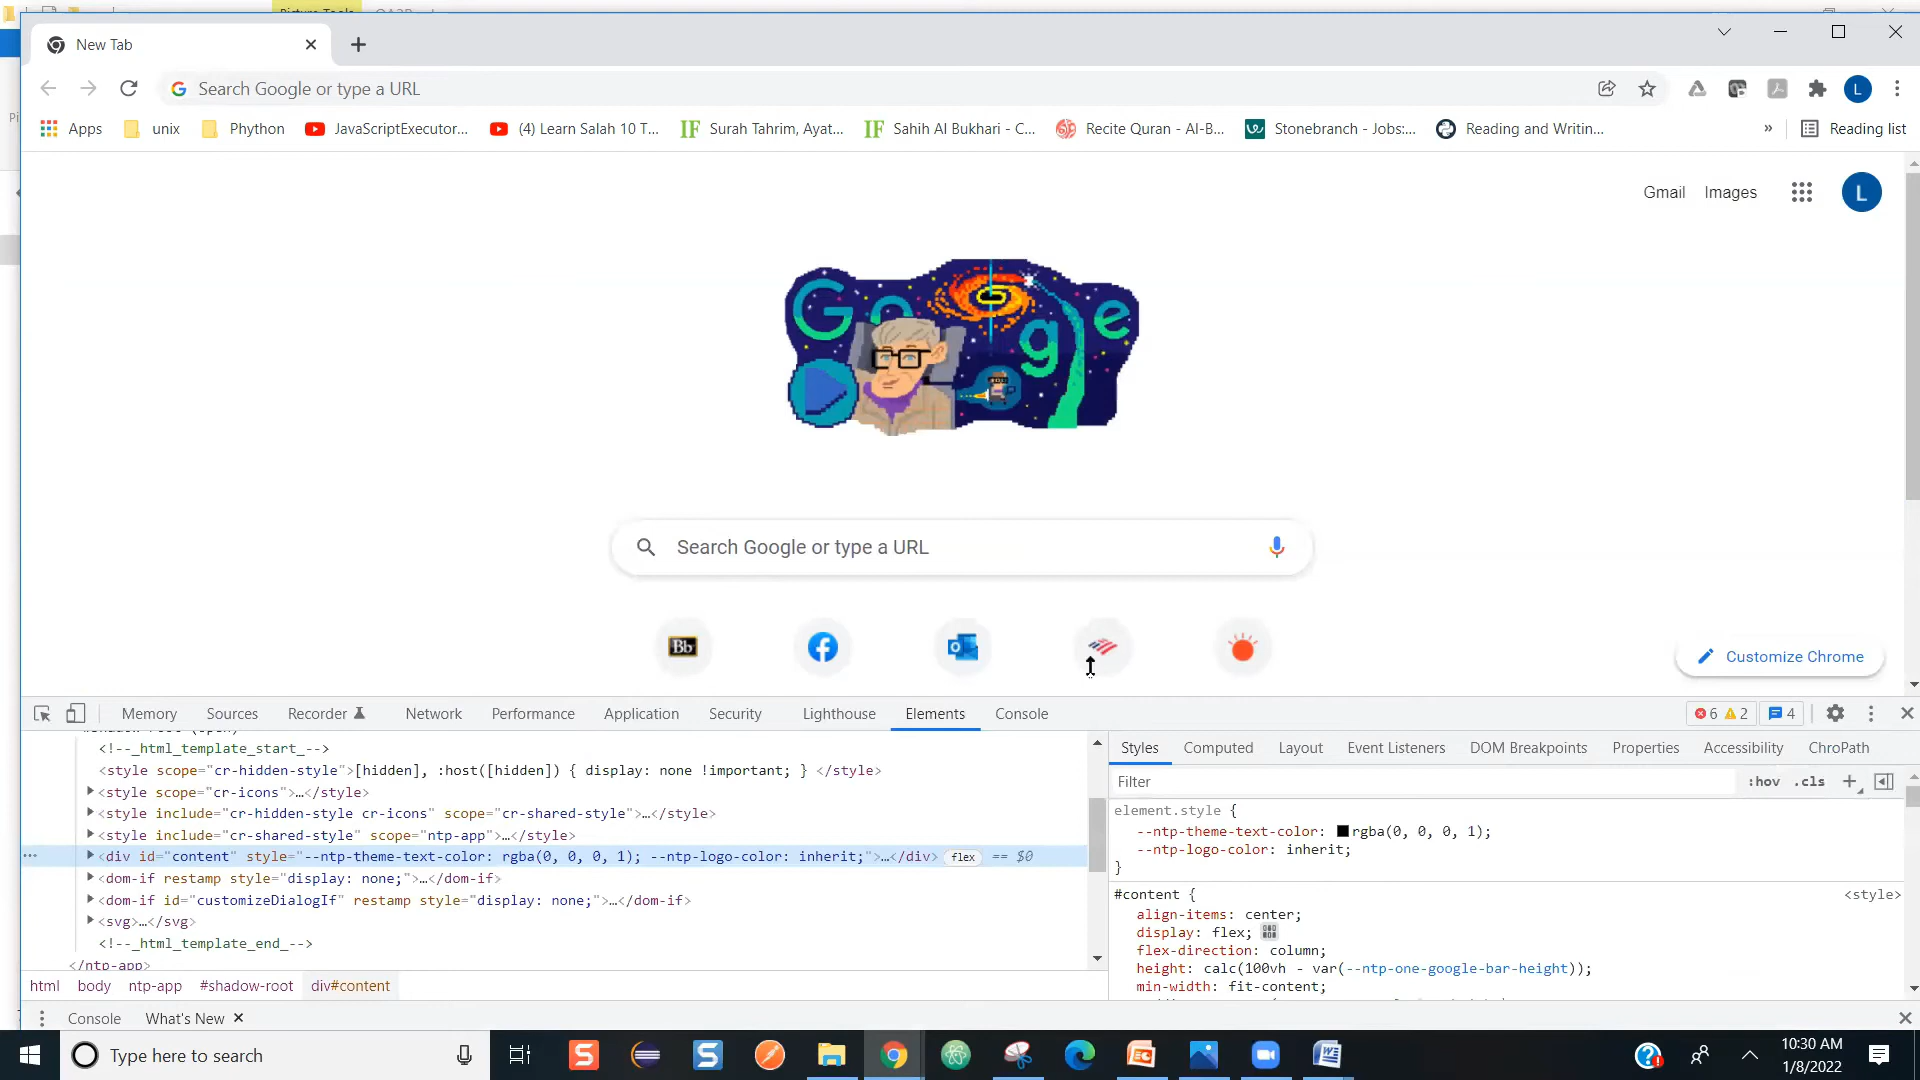 Picture Tools
New Tab
Search Google or type a URL
L
Apps unix Phython JavaScriptExecutor... (4) Learn Salah 10 T... Surah Tahrim, Ayat... Sahih Al Bukhari - C... Recite Quran - Al-B... Stonebranch - Jobs:... Reading and Writin... » Reading list
Gmail Images L
Google
Search Google or type a URL
Bb
Customize Chrome
Memory Sources Recorder Network Performance Application Security Lighthouse Elements Console 6 2 4
<!--_html_template_start_-->
<style scope="cr-hidden-style">[hidden], :host([hidden]) { display: none !important; } </style>
<style scope="cr-icons">…</style>
<style include="cr-hidden-style cr-icons" scope="cr-shared-style">…</style>
<style include="cr-shared-style" scope="ntp-app">…</style>
<div id="content" style="--ntp-theme-text-color: rgba(0, 0, 0, 1); --ntp-logo-color: inherit;">…</div> flex == $0
<dom-if restamp style="display: none;">…</dom-if>
<dom-if id="customizeDialogIf" restamp style="display: none;">…</dom-if>
<svg>…</svg>
<!--_html_template_end_-->
</ntp-app>
html body ntp-app #shadow-root div#content
Styles Computed Layout Event Listeners DOM Breakpoints Properties Accessibility ChroPath
Filter :hov .cls +
element.style {
--ntp-theme-text-color: rgba(0, 0, 0, 1);
--ntp-logo-color: inherit;
}
#content { <style>
align-items: center;
display: flex;
flex-direction: column;
height: calc(100vh - var(--ntp-one-google-bar-height));
min-width: fit-content;
Console What's New
Type here to search
10:30 AM
1/8/2022